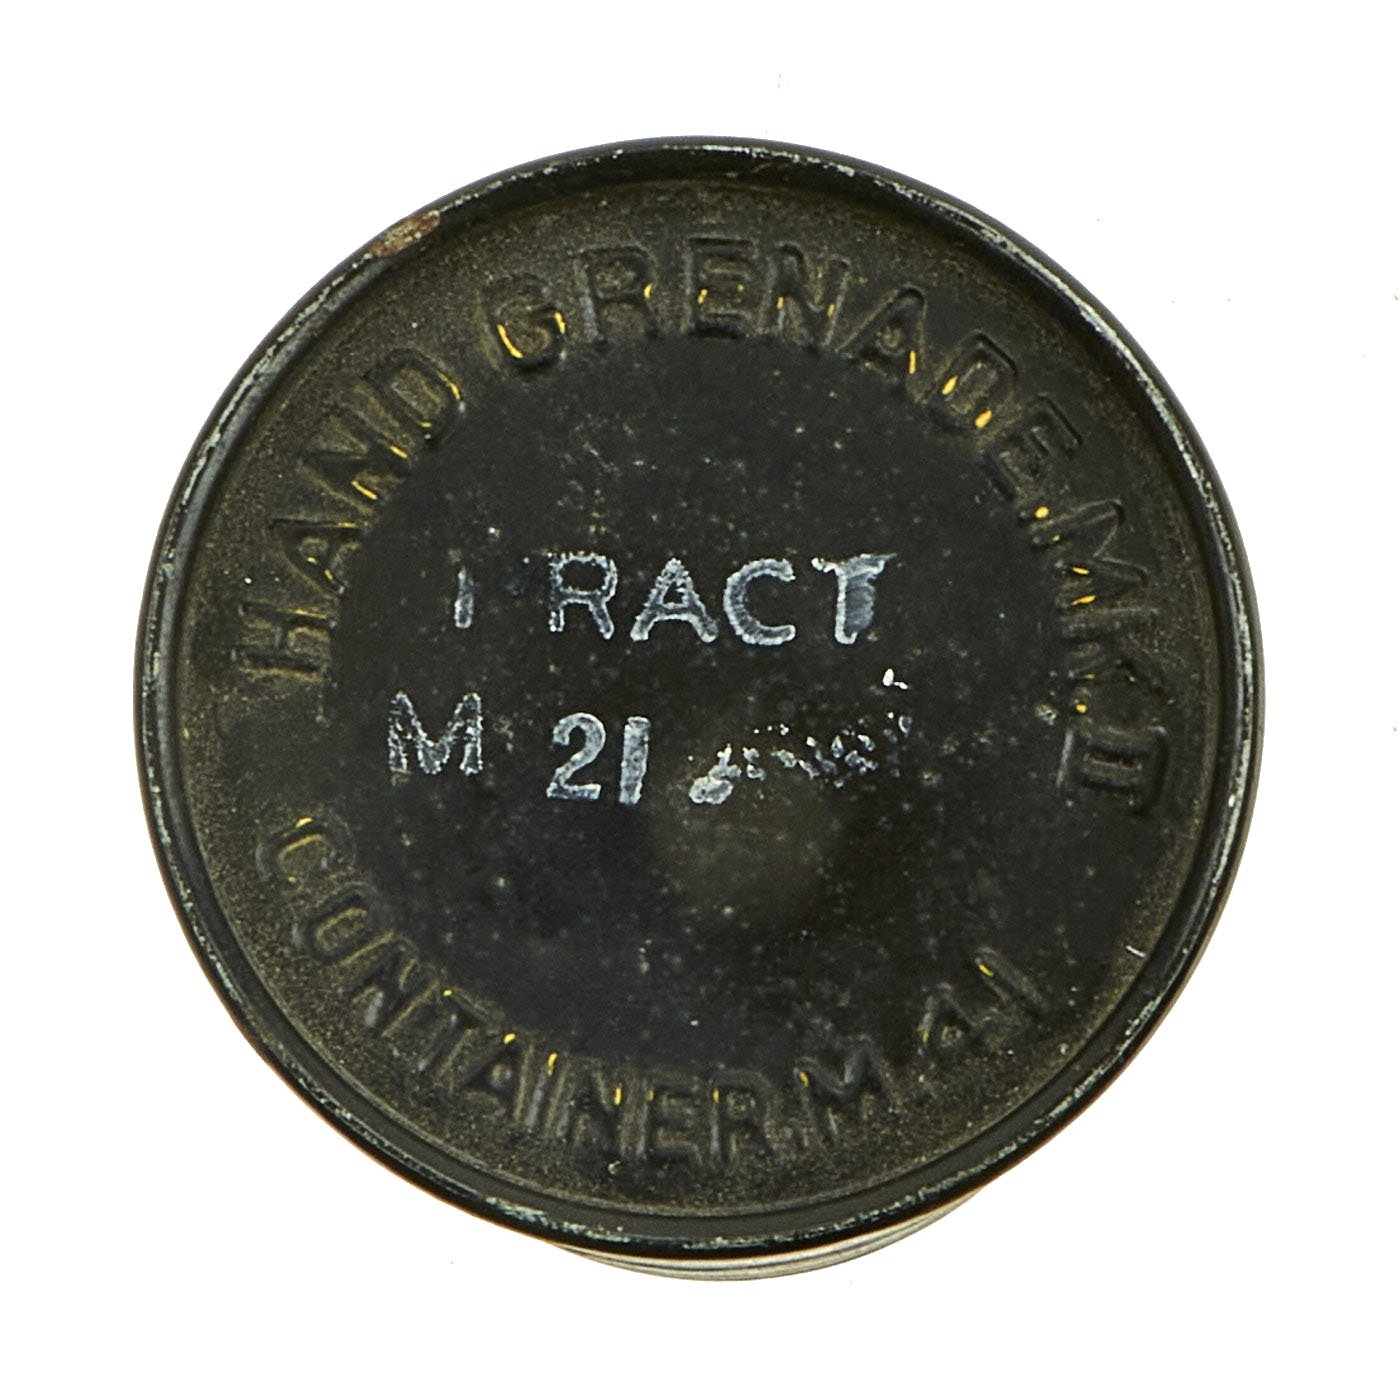 HAND GRENADE, MK II
PRACT
M 21
CONTAINER, M 41